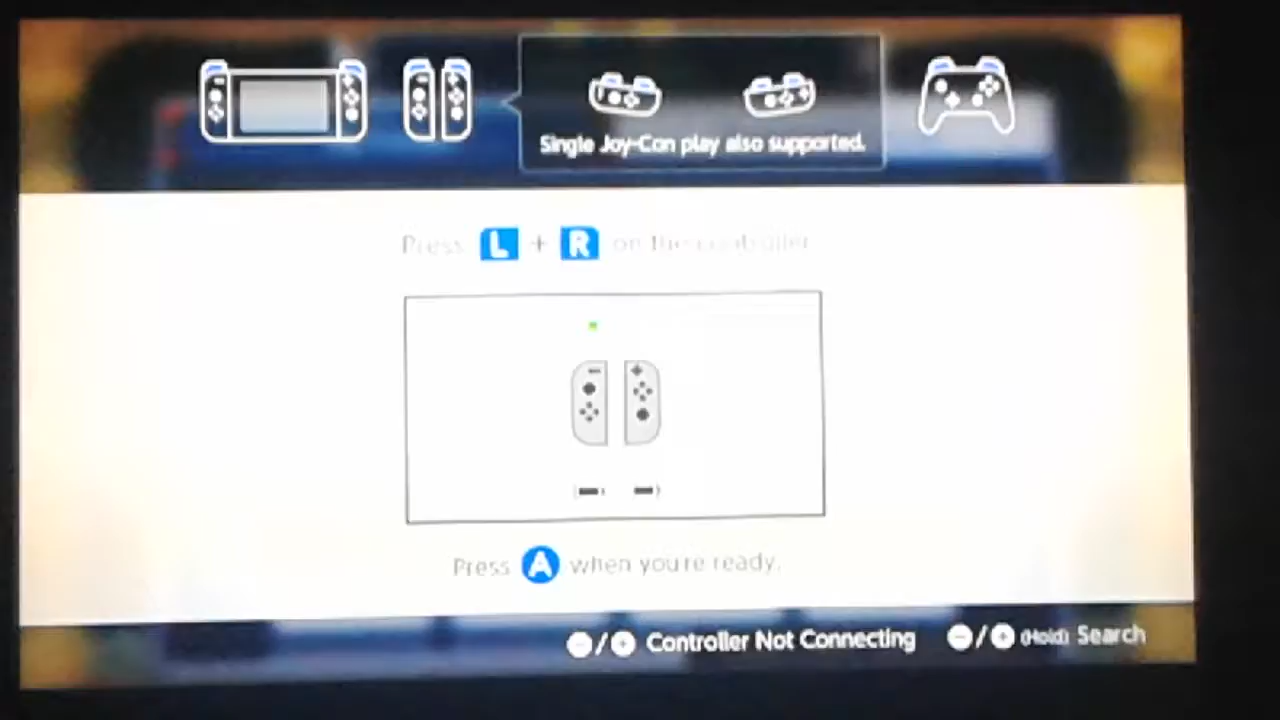 Single Joy-Con play also supported.
Press L + R on the controller
Press A when you're ready.
−/+ Controller Not Connecting −/+ (Hold) Search